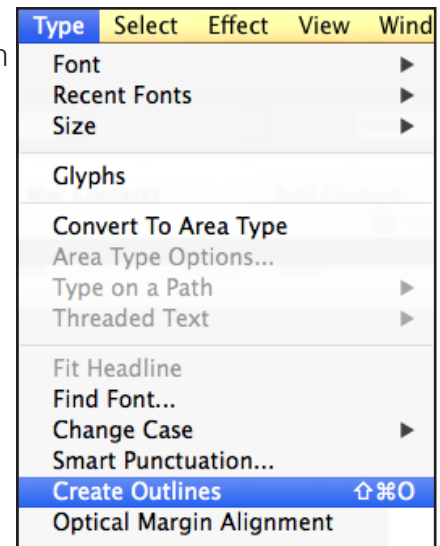 Type Select Effect View Wind
n
Font ▶
Recent Fonts ▶
Size ▶
Glyphs
Convert To Area Type
Area Type Options...
Type on a Path ▶
Threaded Text ▶
Fit Headline
Find Font...
Change Case ▶
Smart Punctuation...
Create Outlines ⇧⌘O
Optical Margin Alignment